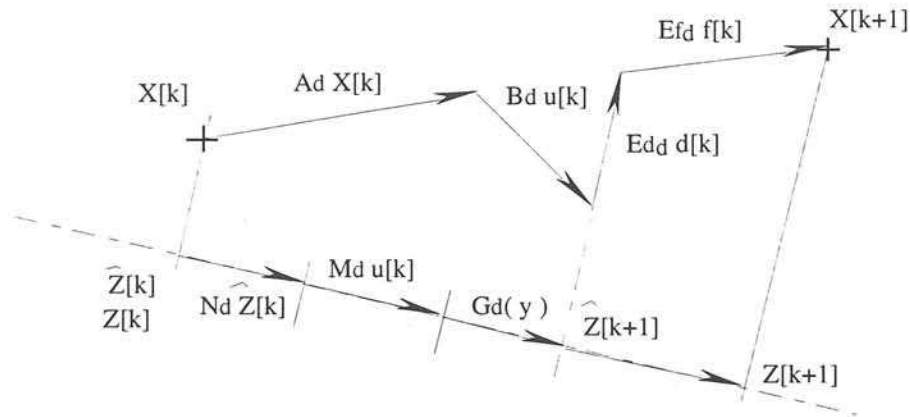 X[k+1]
Efd f[k]
Ad X[k]
X[k]
Bd u[k]
Edd d[k]
Md u[k]
Ẑ[k]
Nd Ẑ[k]
Gd( y )
Ẑ[k+1]
Z[k]
Z[k+1]